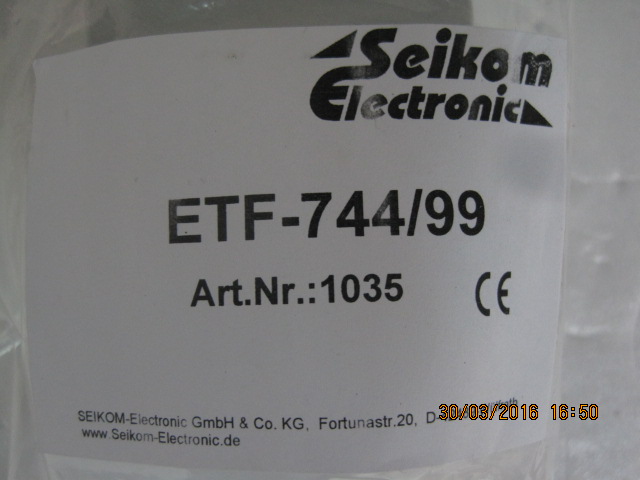 Seikom
Electronic
ETF-744/99
Art.Nr.:1035
CE
SEIKOM-Electronic GmbH & Co. KG, Fortunastr.20, D-
www.Seikom-Electronic.de
30/03/2016 16:50